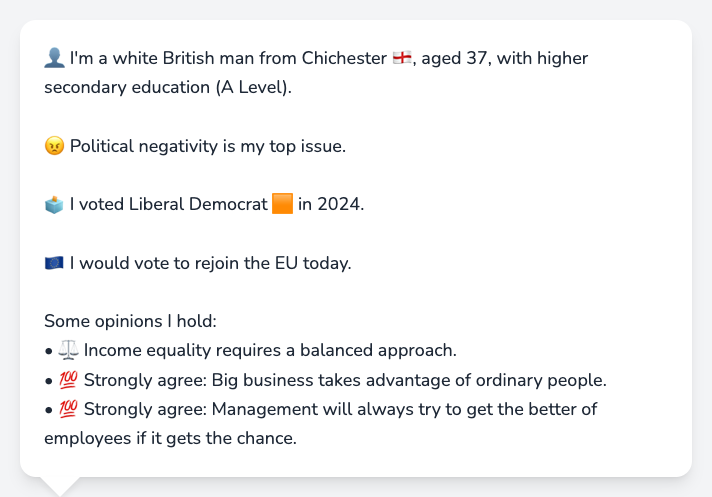 👤 I'm a white British man from Chichester 🏴󠁧󠁢󠁥󠁮󠁧󠁿, aged 37, with higher
secondary education (A Level).
😠 Political negativity is my top issue.
🗳️ I voted Liberal Democrat 🟧 in 2024.
🇪🇺 I would vote to rejoin the EU today.
Some opinions I hold:
• ⚖️ Income equality requires a balanced approach.
• 💯 Strongly agree: Big business takes advantage of ordinary people.
• 💯 Strongly agree: Management will always try to get the better of
employees if it gets the chance.